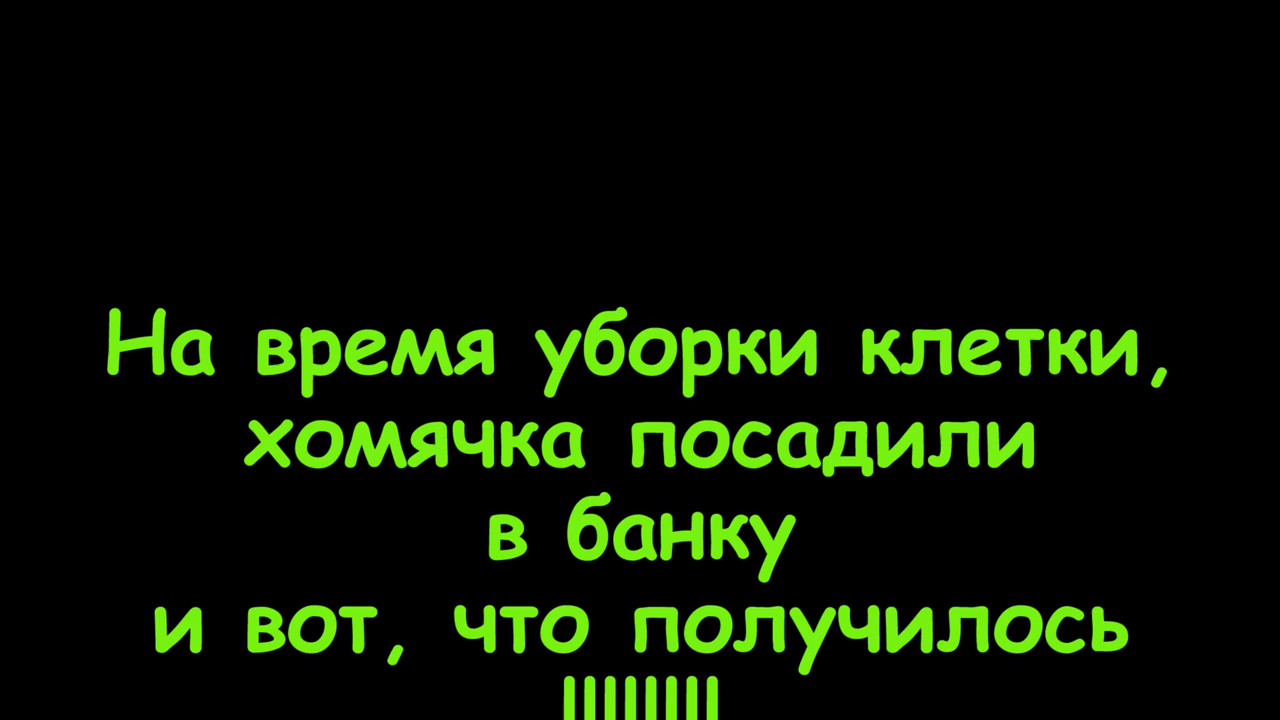 На время уборки клетки,
хомячка посадили
в банку
и вот, что получилось
!!!!!!!!